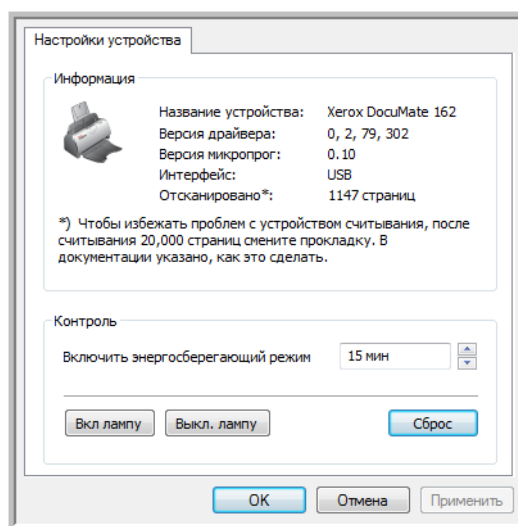 Настройки устройства
Информация
Название устройства: Xerox DocuMate 162
Версия драйвера: 0, 2, 79, 302
Версия микропрог: 0.10
Интерфейс: USB
Отсканировано*: 1147 страниц
*) Чтобы избежать проблем с устройством считывания, после
считывания 20,000 страниц смените прокладку. В
документации указано, как это сделать.
Контроль
Включить энергосберегающий режим 15 мин
Вкл лампу Выкл. лампу Сброс
OK Отмена Применить